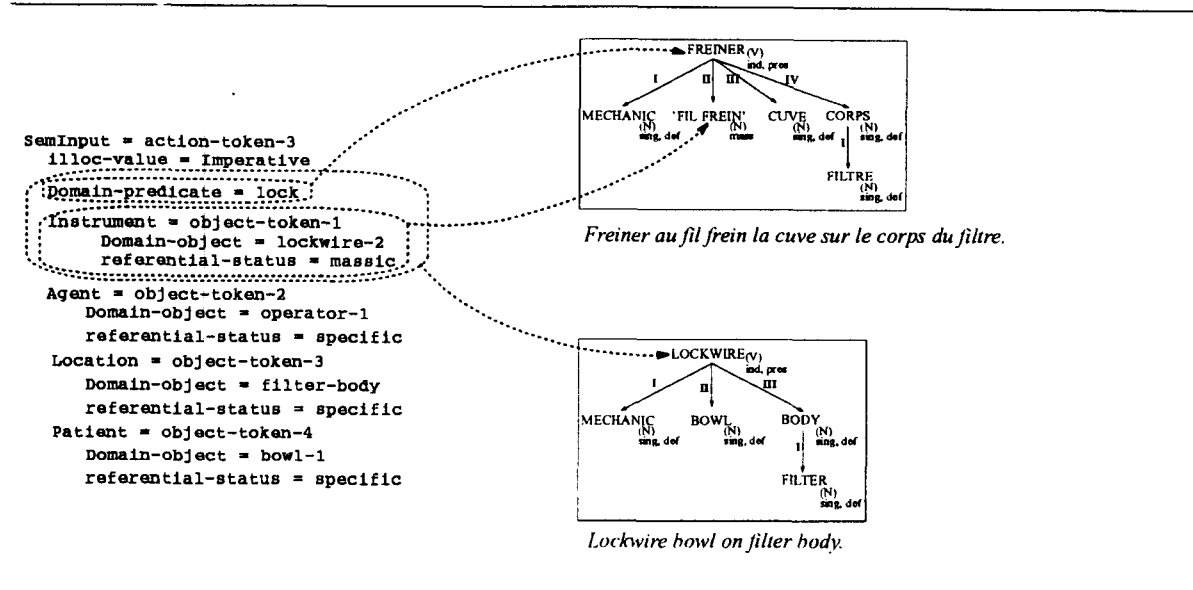 SemInput = action-token-3
illoc-value = Imperative
Domain-predicate = lock
Instrument = object-token-1
Domain-object = lockwire-2
referential-status = massic
Agent = object-token-2
Domain-object = operator-1
referential-status = specific
Location = object-token-3
Domain-object = filter-body
referential-status = specific
Patient = object-token-4
Domain-object = bowl-1
referential-status = specific
FREINER (V)
ind, pres
I II III IV
MECHANIC 'FIL FREIN' CUVE CORPS
(N) (N) (N) (N)
sing, def mass sing, def sing, def
I
FILTRE
(N)
sing, def
Freiner au fil frein la cuve sur le corps du filtre.
LOCKWIRE (V)
ind, pres
I II III
MECHANIC BOWL BODY
(N) (N) (N)
sing, def sing, def sing, def
I
FILTER
(N)
sing, def
Lockwire bowl on filter body.